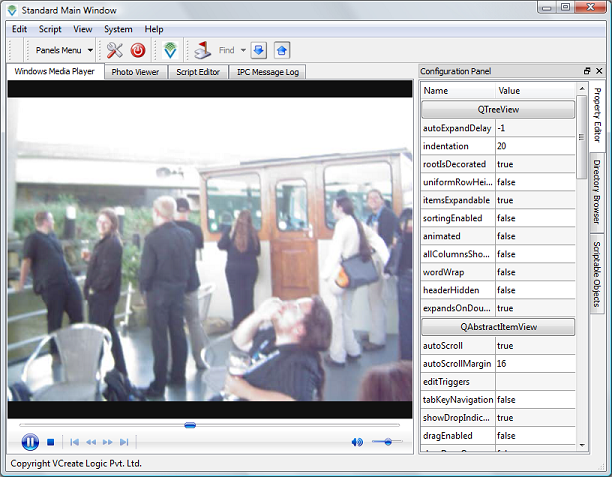 Standard Main Window
Edit Script View System Help
Panels Menu Find
Windows Media Player Photo Viewer Script Editor IPC Message Log
Configuration Panel
Name Value
QTreeView
autoExpandDelay -1
indentation 20
rootIsDecorated true
uniformRowHei... false
itemsExpandable true
sortingEnabled false
animated false
allColumnsSho... false
wordWrap false
headerHidden false
expandsOnDou... true
QAbstractItemView
autoScroll true
autoScrollMargin 16
editTriggers
tabKeyNavigation false
showDropIndic... true
dragEnabled false
Property Editor
Directory Browser
Scriptable Objects
Copyright VCreate Logic Pvt. Ltd.